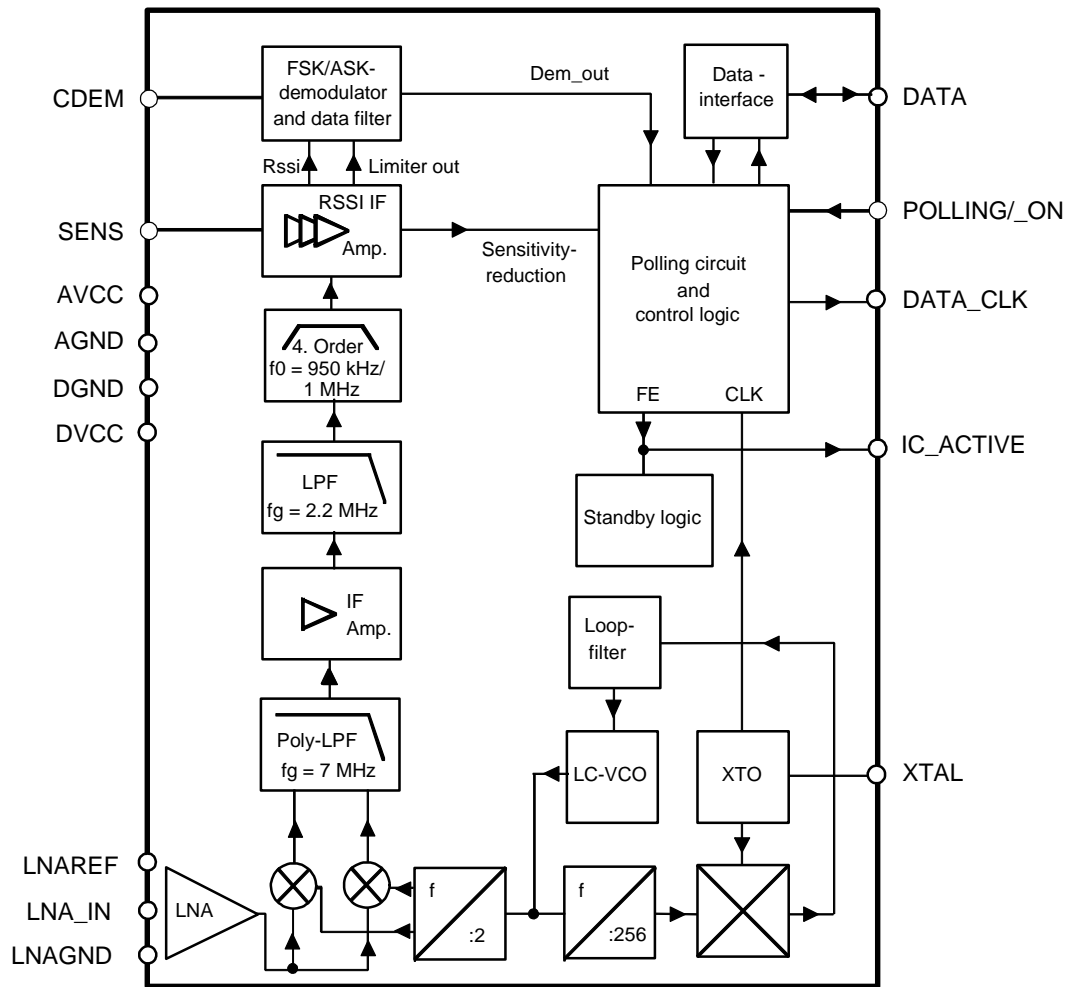 CDEM
SENS
AVCC
AGND
DGND
DVCC
LNAREF
LNA_IN
LNAGND
FSK/ASK-
demodulator
and data filter
Rssi
Limiter out
RSSI IF
Amp.
4. Order
f0 = 950 kHz/
1 MHz
LPF
fg = 2.2 MHz
IF
Amp.
Poly-LPF
fg = 7 MHz
LNA
Dem_out
Sensitivity-
reduction
Data -
interface
Polling circuit
and
control logic
FE
CLK
Standby logic
Loop-
filter
LC-VCO
XTO
f
:2
f
:256
DATA
POLLING/_ON
DATA_CLK
IC_ACTIVE
XTAL